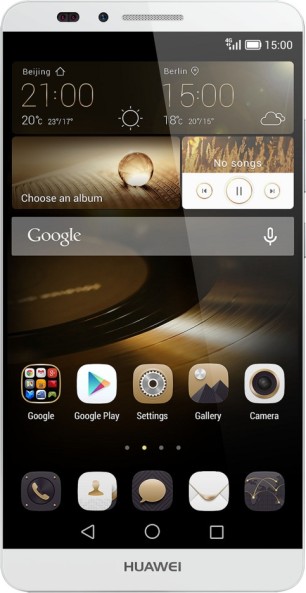 4G 15:00
Beijing Berlin
21:00 15:00
20°C 23°/17° 18°C 20°/15°
No songs
Choose an album
Google
Google Google Play Settings Gallery Camera
HUAWEI